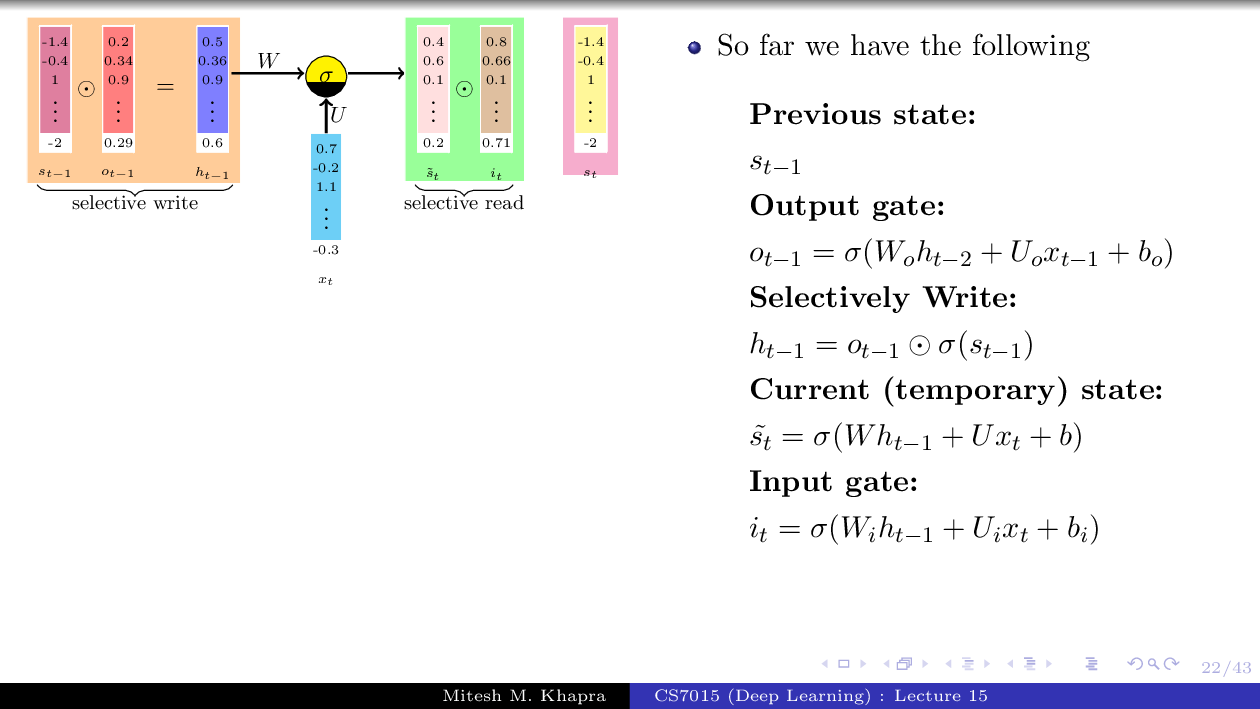 -1.4 0.2 0.5
-0.4 0.34 0.36
1 ⊙ 0.9 = 0.9
⋮ ⋮ ⋮
-2 0.29 0.6
s_{t−1} o_{t−1} h_{t−1}
selective write
W
σ
U
0.7
-0.2
1.1
⋮
-0.3
x_t
0.4 0.8
0.6 0.66
0.1 ⊙ 0.1
⋮ ⋮
0.2 0.71
s̃_t i_t
selective read
-1.4
-0.4
1
⋮
-2
s_t
So far we have the following
Previous state:
s_{t−1}
Output gate:
o_{t−1} = σ(W_o h_{t−2} + U_o x_{t−1} + b_o)
Selectively Write:
h_{t−1} = o_{t−1} ⊙ σ(s_{t−1})
Current (temporary) state:
s̃_t = σ(W h_{t−1} + U x_t + b)
Input gate:
i_t = σ(W_i h_{t−1} + U_i x_t + b_i)
22/43
Mitesh M. Khapra
CS7015 (Deep Learning) : Lecture 15